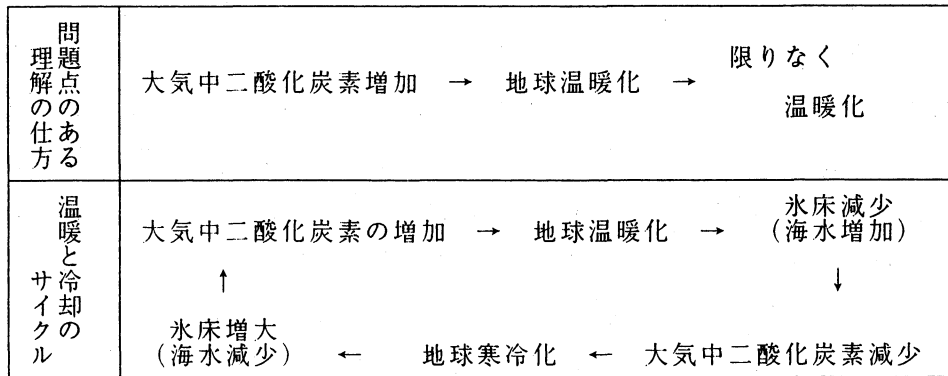 問題点のある
理解の仕方
大気中二酸化炭素増加 → 地球温暖化 → 限りなく
温暖化
温暖と冷却の
サイクル
大気中二酸化炭素の増加 → 地球温暖化 → 氷床減少
(海水増加)
↑ ↓
氷床増大
(海水減少) ← 地球寒冷化 ← 大気中二酸化炭素減少